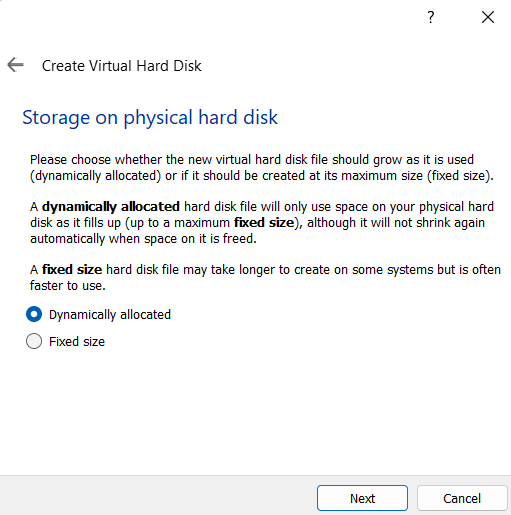 ?
Create Virtual Hard Disk
Storage on physical hard disk
Please choose whether the new virtual hard disk file should grow as it is used
(dynamically allocated) or if it should be created at its maximum size (fixed size).
A dynamically allocated hard disk file will only use space on your physical hard
disk as it fills up (up to a maximum fixed size), although it will not shrink again
automatically when space on it is freed.
A fixed size hard disk file may take longer to create on some systems but is often
faster to use.
Dynamically allocated
Fixed size
Next Cancel